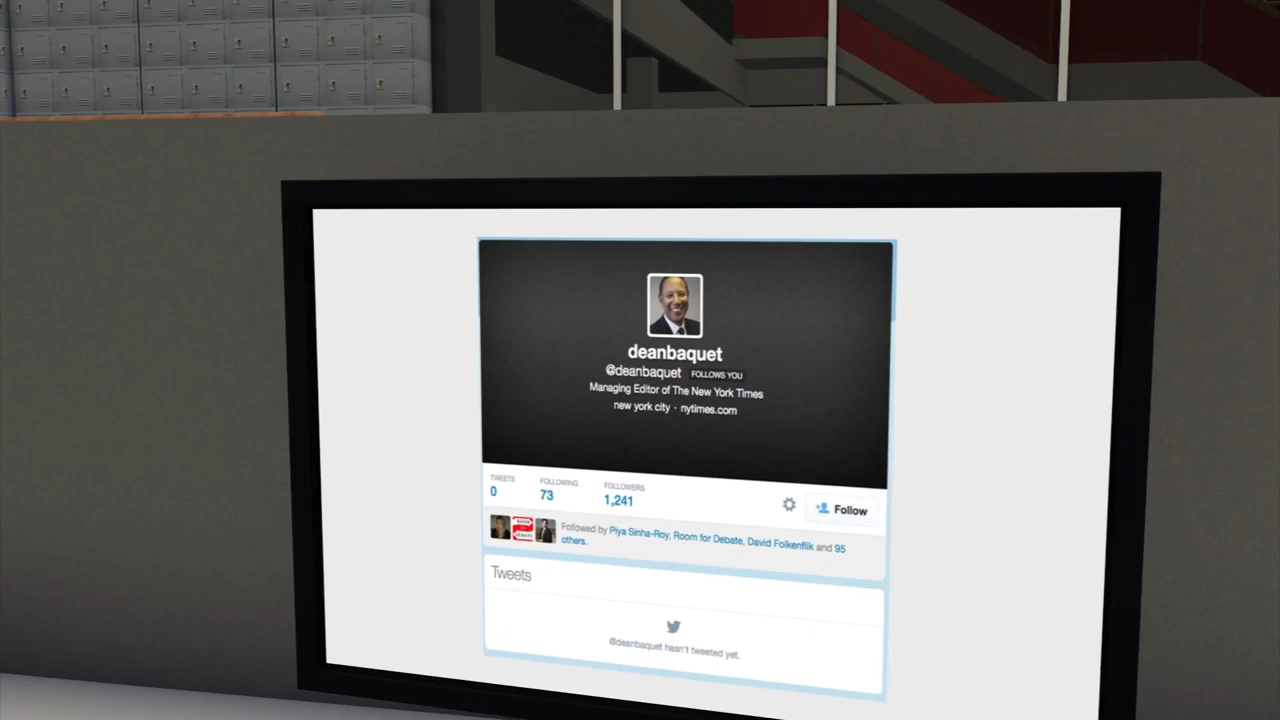 deanbaquet
@deanbaquet FOLLOWS YOU
Managing Editor of The New York Times
new york city · nytimes.com
TWEETS FOLLOWING FOLLOWERS
0 73 1,241
Follow
Followed by Piya Sinha-Roy, Room for Debate, David Folkenflik and 95
others.
Tweets
@deanbaquet hasn't tweeted yet.